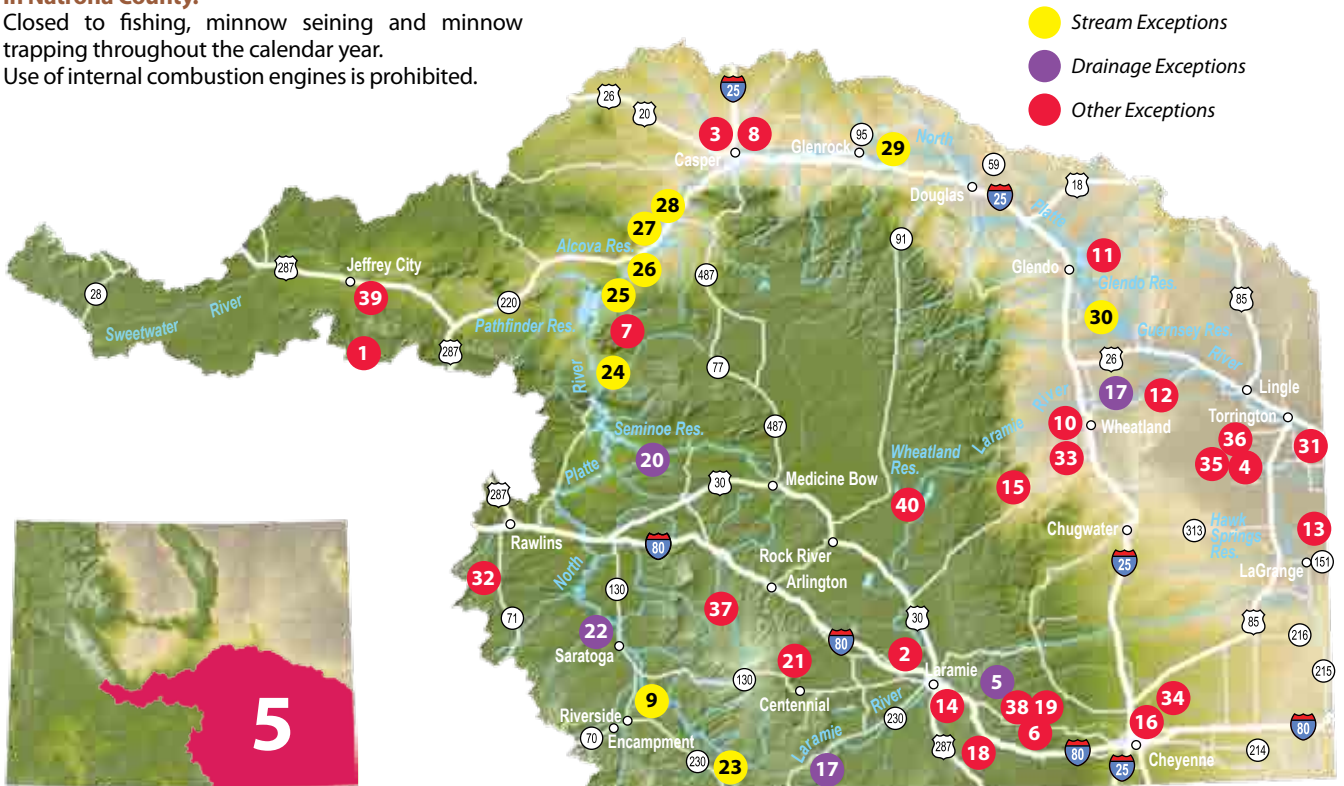 in Natrona County.
Closed to fishing, minnow seining and minnow
trapping throughout the calendar year.
Use of internal combustion engines is prohibited.
Stream Exceptions
Drainage Exceptions
Other Exceptions
26
20
25
3
8
Casper
Glenrock
95
29
North
59
Douglas
25
18
Platte
28
27
Alcova Res.
91
11
Glendo
Glendo Res.
287
Jeffrey City
39
26
487
85
28
Sweetwater
River
220
25
Pathfinder Res.
7
30
Guernsey Res.
1
287
24
River
77
26
River
17
12
Lingle
Torrington
10
River
Wheatland
Laramie
33
36
35
4
31
Seminoe Res.
20
487
Platte
Wheatland
Res.
30
Medicine Bow
40
15
287
Rawlins
80
Rock River
Chugwater
313
Hawk
Springs
Res.
13
25
LaGrange
151
32
North
130
Arlington
71
37
30
85
216
22
Saratoga
80
2
Laramie
215
21
130
Centennial
5
9
River
14
38
19
34
Riverside
230
6
16
80
70
Encampment
Laramie
287
18
80
Cheyenne
214
230
23
17
25
5